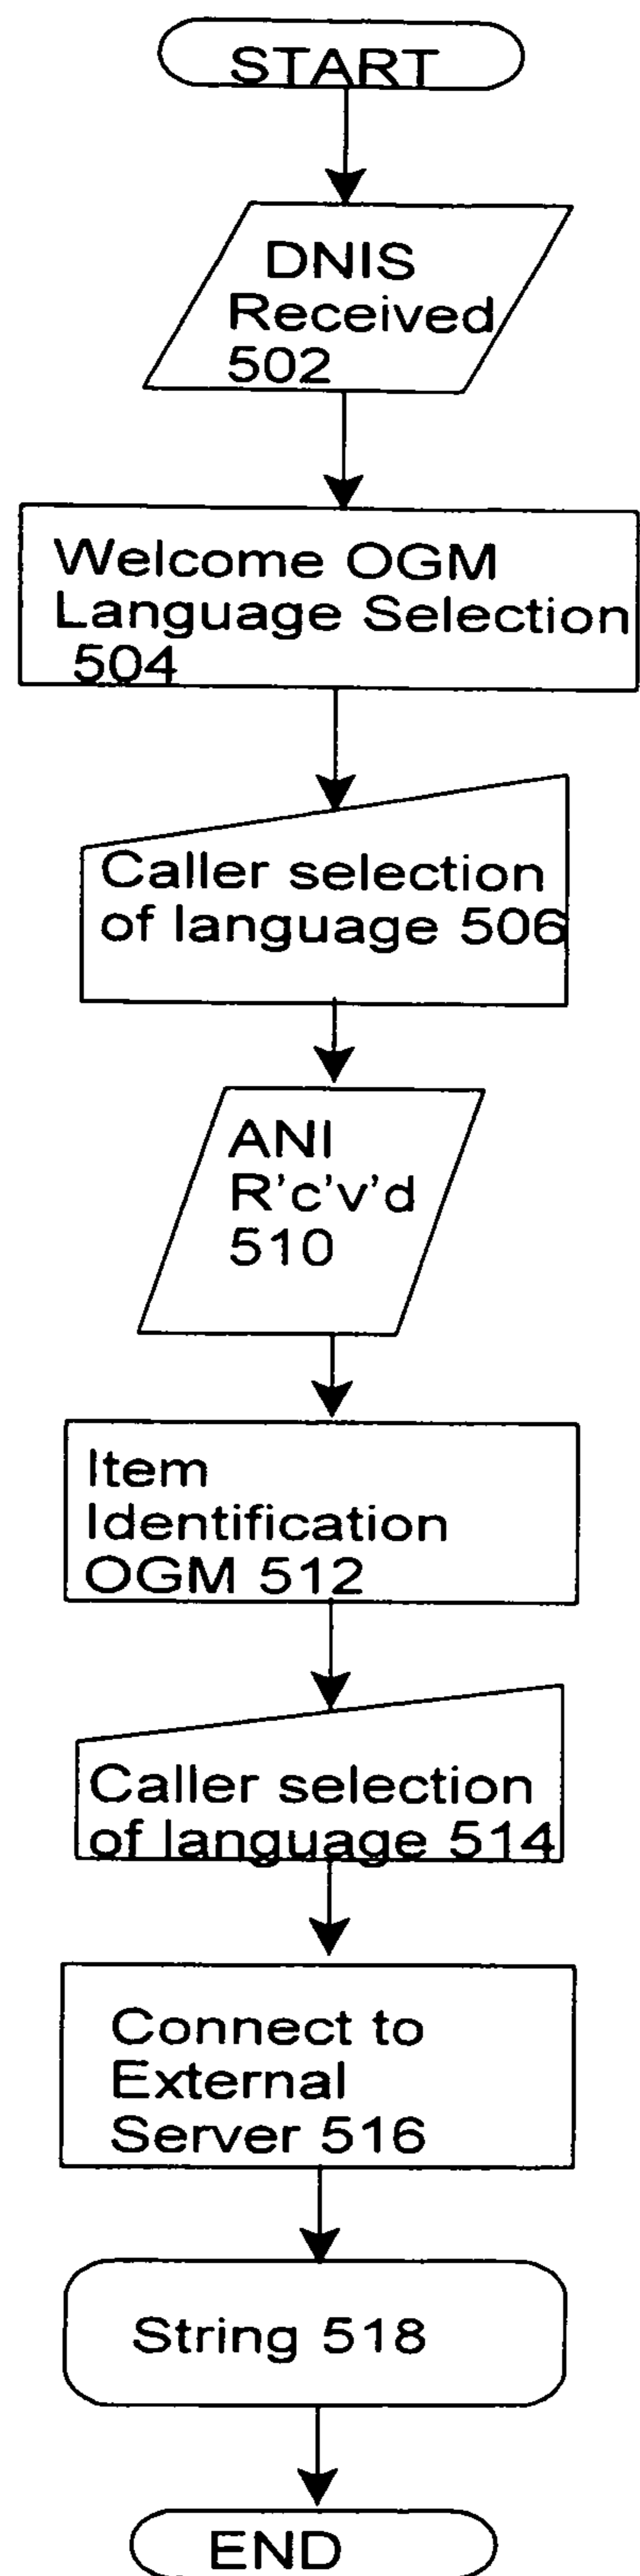 START
DNIS
Received
502
Welcome OGM
Language Selection
504
Caller selection
of language 506
ANI
R'c'v'd
510
Item
Identification
OGM 512
Caller selection
of language 514
Connect to
External
Server 516
String 518
END